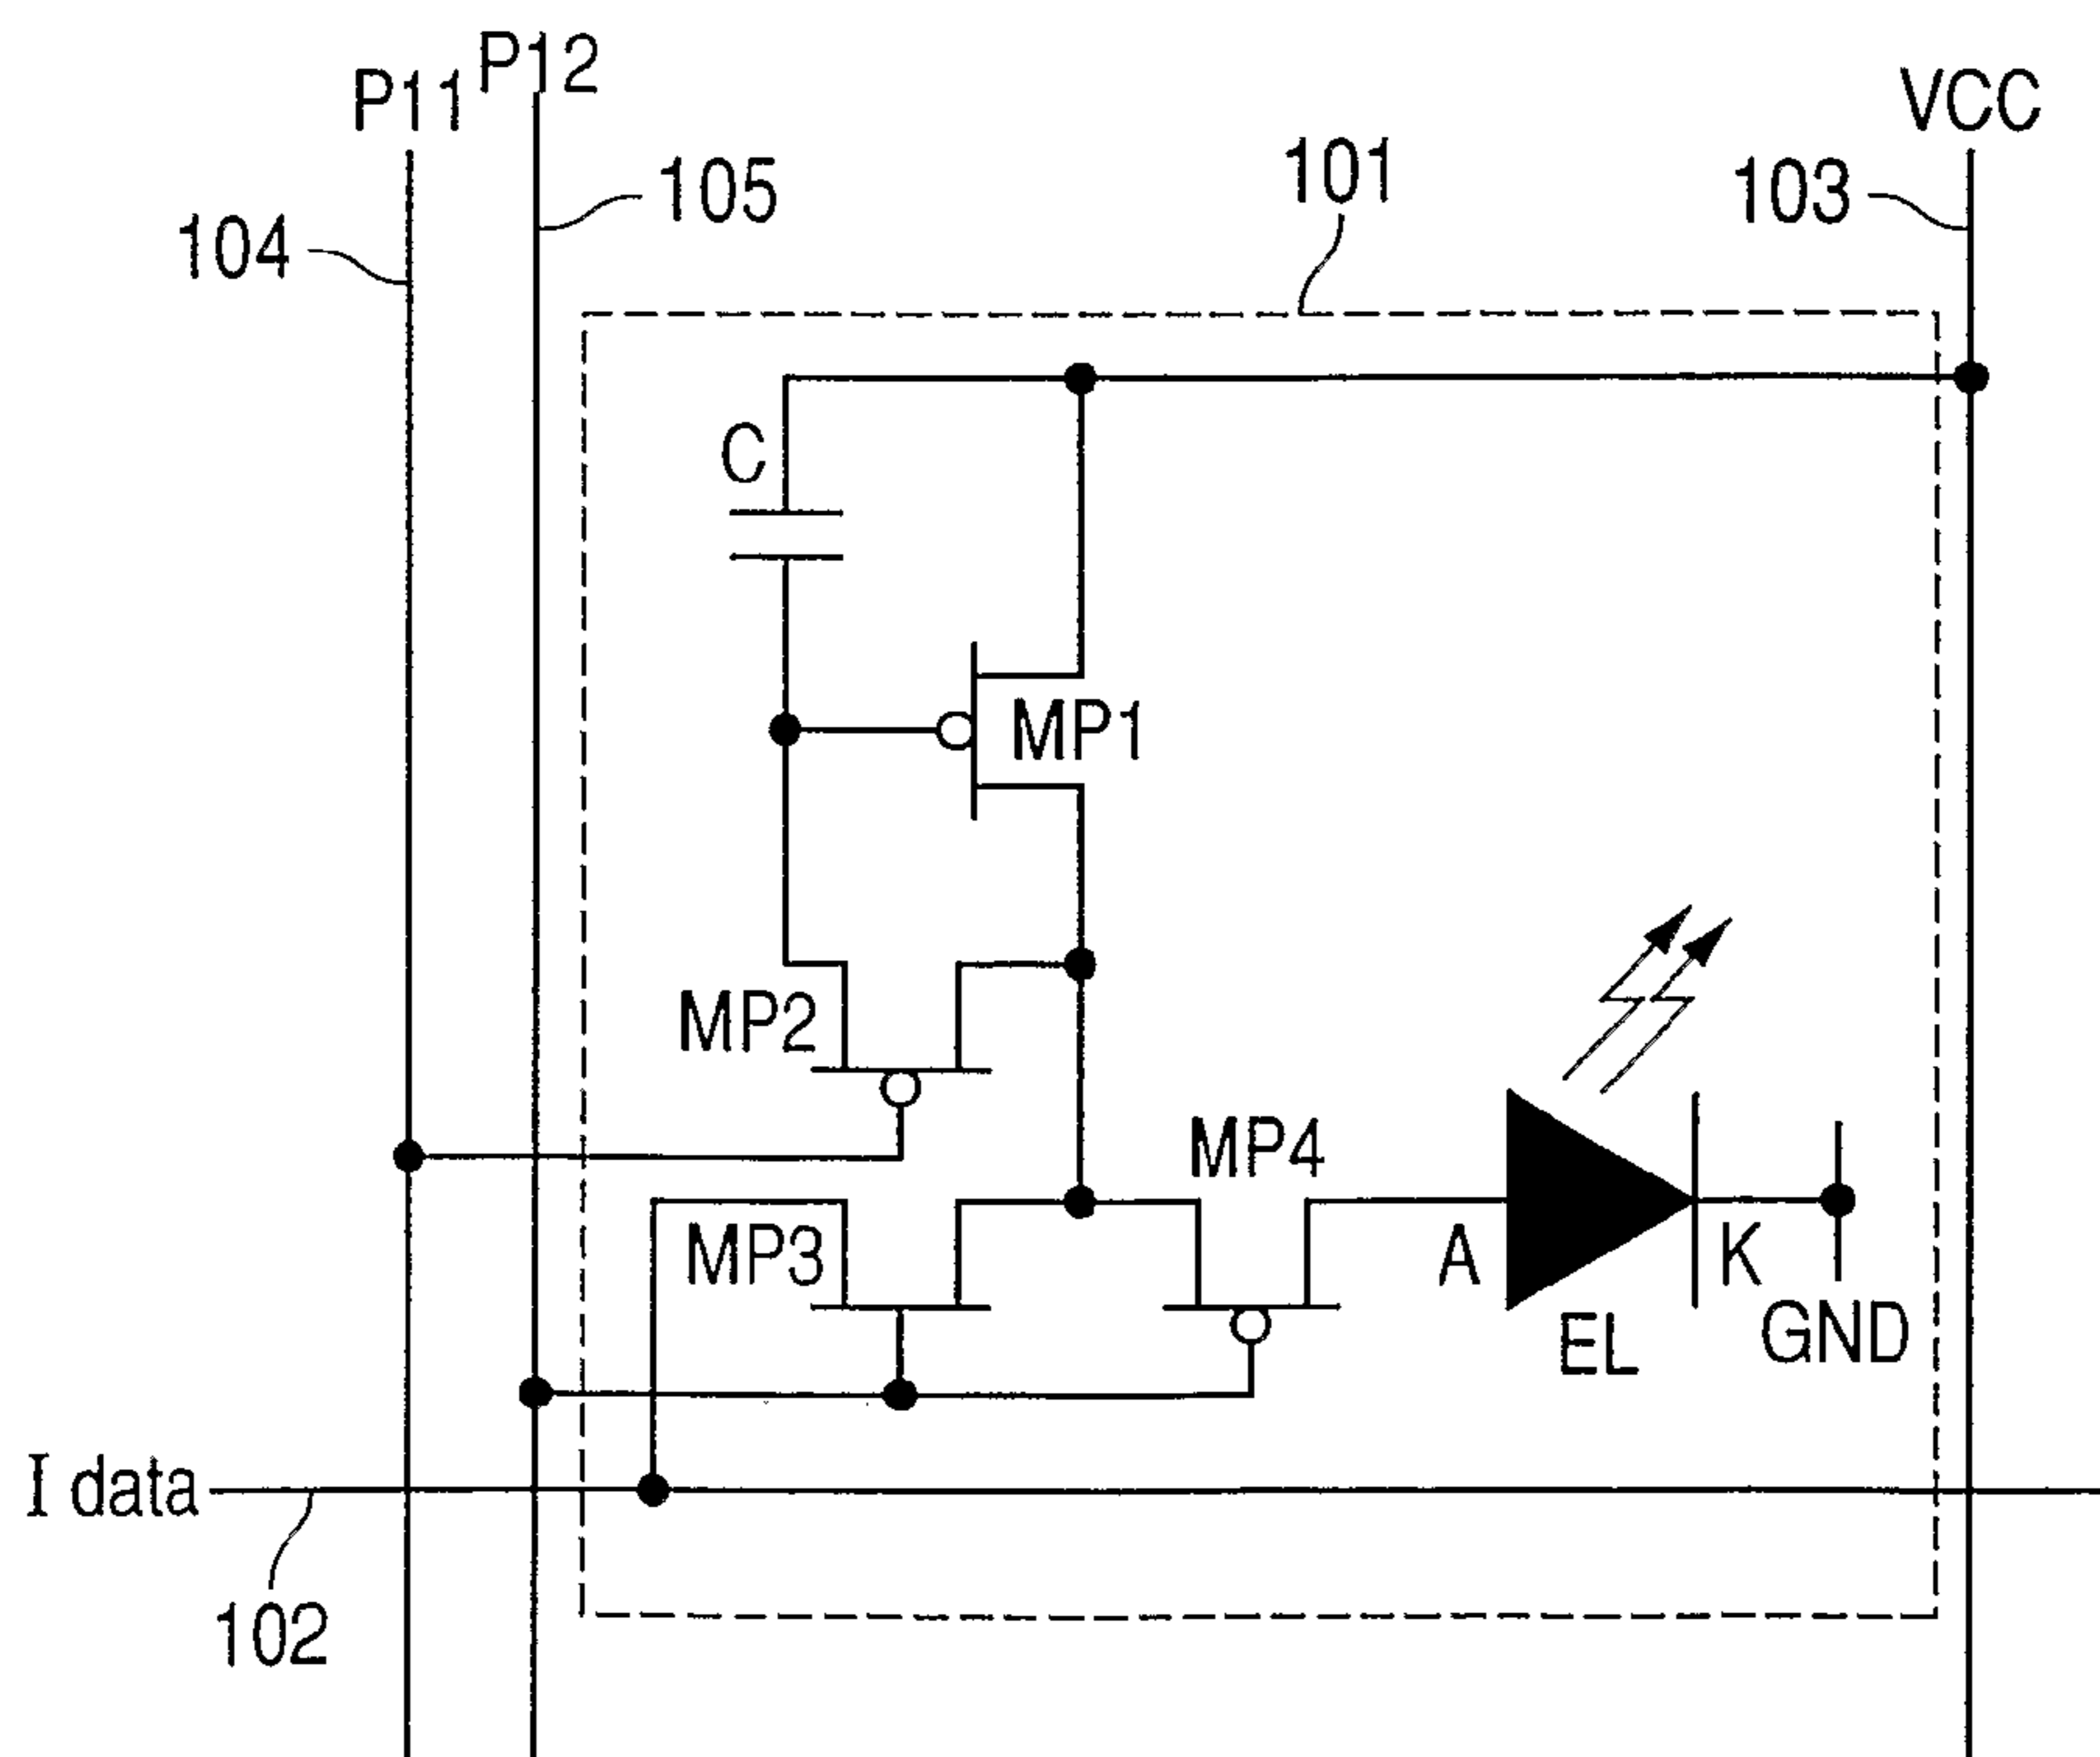 P11
P12
VCC
105
101
103
104
C
MP1
MP2
MP4
MP3
A
K
EL
GND
I data
102